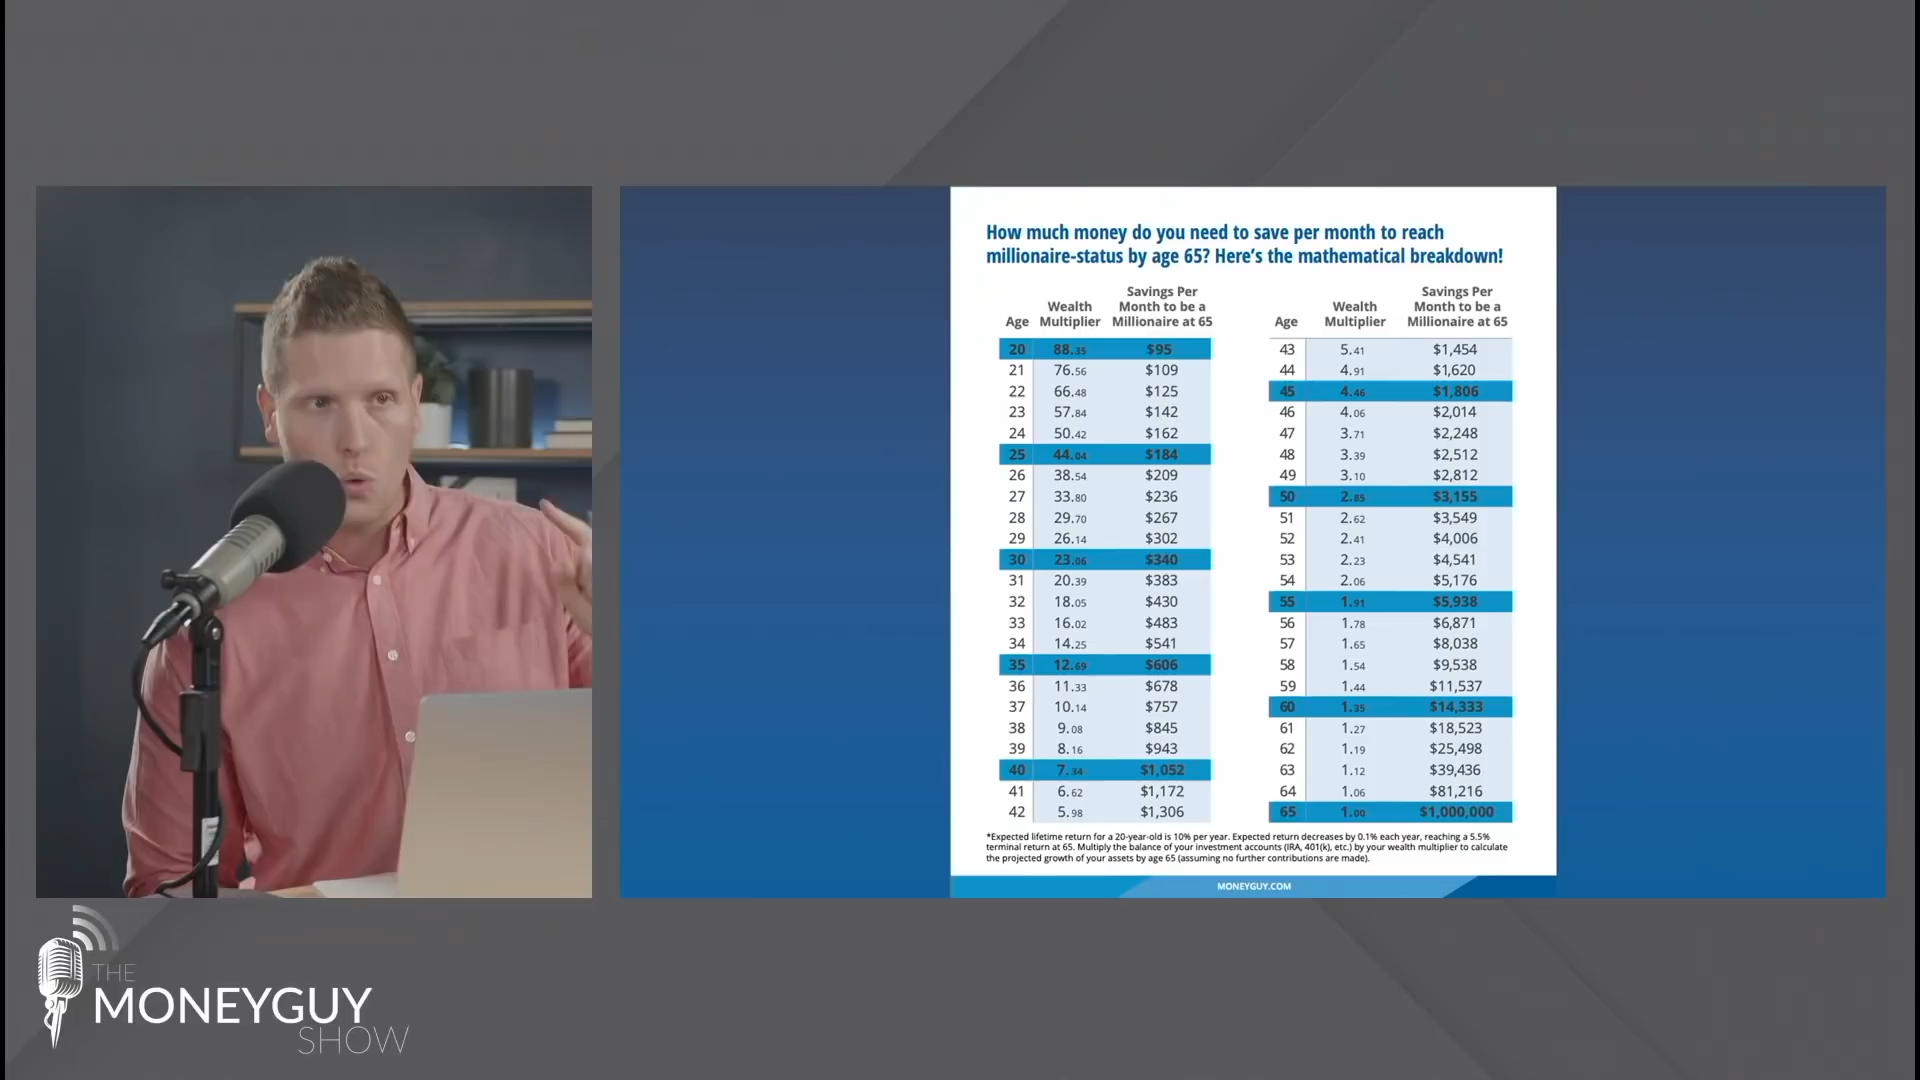 How much money do you need to save per month to reach
millionaire-status by age 65? Here's the mathematical breakdown!
Age Wealth Multiplier Savings Per Month to be a Millionaire at 65
20 88.35 $95
21 76.56 $109
22 66.48 $125
23 57.84 $142
24 50.42 $162
25 44.04 $184
26 38.54 $209
27 33.80 $236
28 29.70 $267
29 26.14 $302
30 23.06 $340
31 20.39 $383
32 18.05 $430
33 16.02 $483
34 14.25 $541
35 12.69 $606
36 11.33 $678
37 10.14 $757
38 9.08 $845
39 8.16 $943
40 7.34 $1,052
41 6.62 $1,172
42 5.98 $1,306
Age Wealth Multiplier Savings Per Month to be a Millionaire at 65
43 5.41 $1,454
44 4.91 $1,620
45 4.46 $1,806
46 4.06 $2,014
47 3.71 $2,248
48 3.39 $2,512
49 3.10 $2,812
50 2.85 $3,155
51 2.62 $3,549
52 2.41 $4,006
53 2.23 $4,541
54 2.06 $5,176
55 1.91 $5,938
56 1.78 $6,871
57 1.65 $8,038
58 1.54 $9,538
59 1.44 $11,537
60 1.35 $14,333
61 1.27 $18,523
62 1.19 $25,498
63 1.12 $39,436
64 1.06 $81,216
65 1.00 $1,000,000
*Expected lifetime return for a 20-year-old is 10% per year. Expected return decreases by 0.1% each year, reaching a 5.5%
terminal return at 65. Multiply the balance of your investment accounts (IRA, 401(k), etc.) by your wealth multiplier to calculate
the projected growth of your assets by age 65 (assuming no further contributions are made).
MONEYGUY.COM
THE
MONEYGUY
SHOW